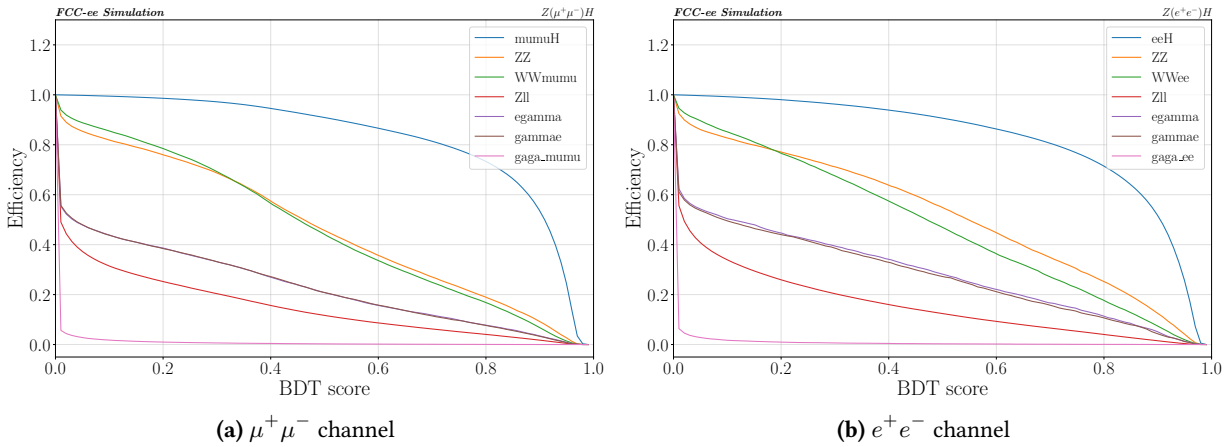 FCC-ee Simulation
Z(μ⁺μ⁻)H
1.2
1.0
0.8
0.6
0.4
0.2
0.0
Efficiency
mumuH
ZZ
WWmumu
Zll
egamma
gammae
gaga_mumu
0.0 0.2 0.4 0.6 0.8 1.0
BDT score
(a) μ⁺μ⁻ channel
FCC-ee Simulation
Z(e⁺e⁻)H
1.2
1.0
0.8
0.6
0.4
0.2
0.0
Efficiency
eeH
ZZ
WWee
Zll
egamma
gammae
gaga_ee
0.0 0.2 0.4 0.6 0.8 1.0
BDT score
(b) e⁺e⁻ channel